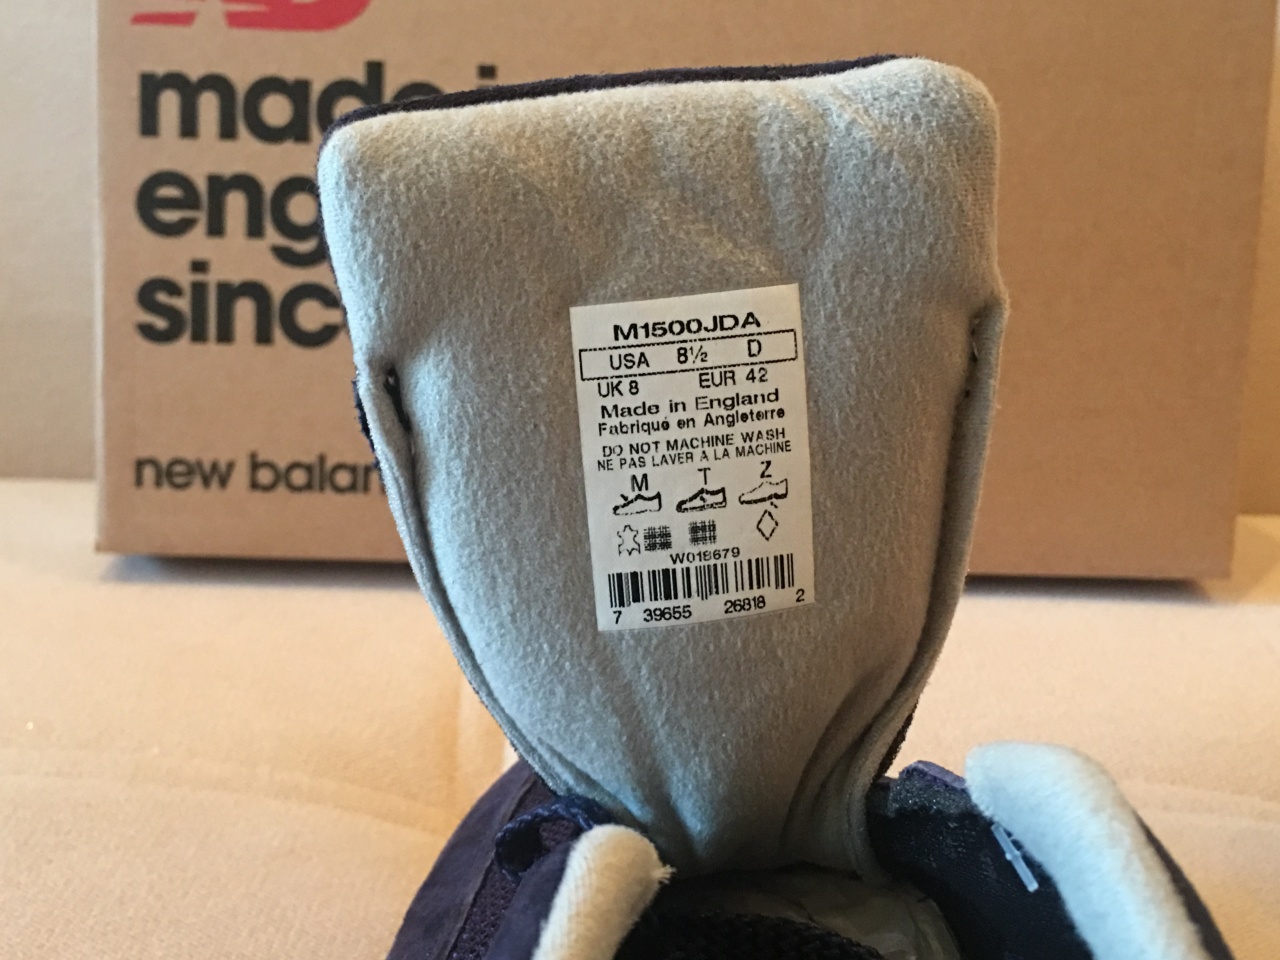 made i
eng
sinc
new balan
M1500JDA
USA 8½ D
UK 8 EUR 42
Made in England
Fabriqué en Angleterre
DO NOT MACHINE WASH
NE PAS LAVER A LA MACHINE
M T Z
W018679
7 39655 26818 2